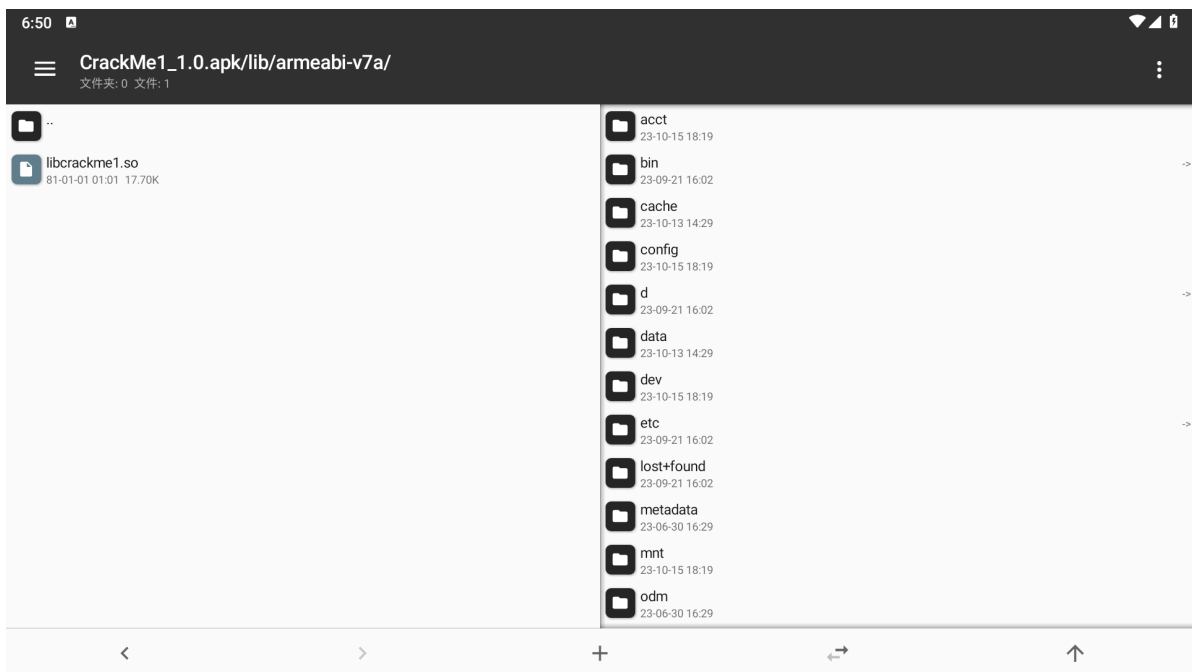 6:50 A
CrackMe1_1.0.apk/lib/armeabi-v7a/
文件夹: 0 文件: 1
..
libcrackme1.so
81-01-01 01:01 17.70K
acct
23-10-15 18:19
bin
->
23-09-21 16:02
cache
23-10-13 14:29
config
23-10-15 18:19
d
->
23-09-21 16:02
data
23-10-13 14:29
dev
23-10-15 18:19
etc
->
23-09-21 16:02
lost+found
23-09-21 16:02
metadata
23-06-30 16:29
mnt
23-10-15 18:19
odm
23-06-30 16:29